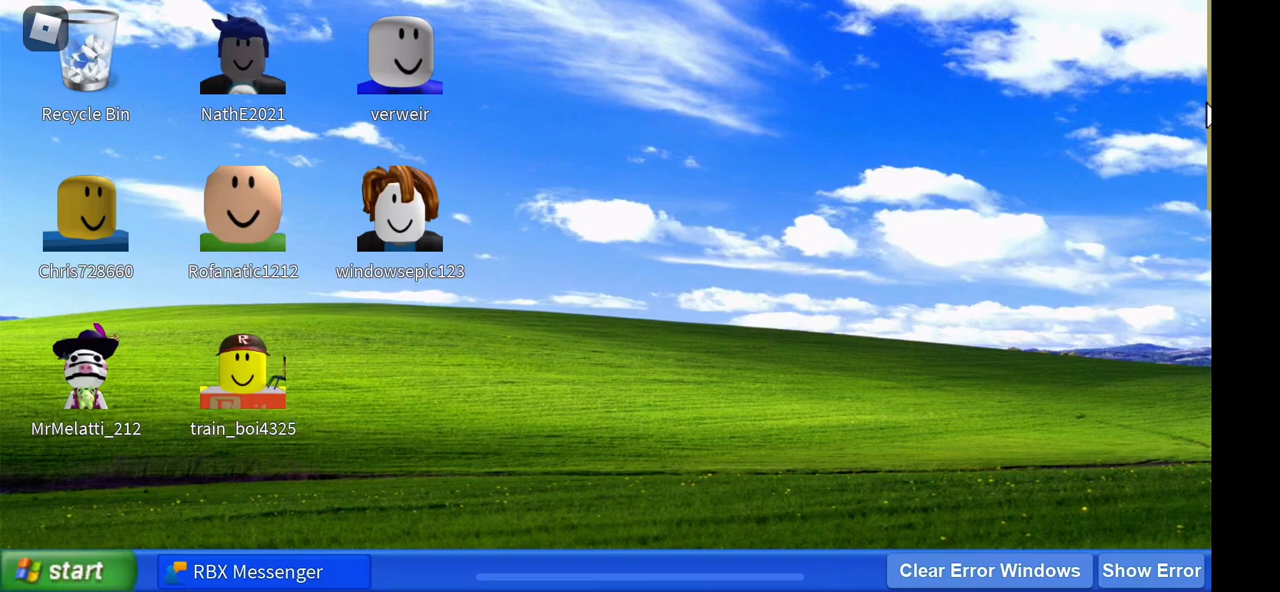 Recycle Bin
NathE2021
verweir
Chris728660
Rofanatic1212
windowsepic123
MrMelatti_212
train_boi4325
start
RBX Messenger
Clear Error Windows
Show Error